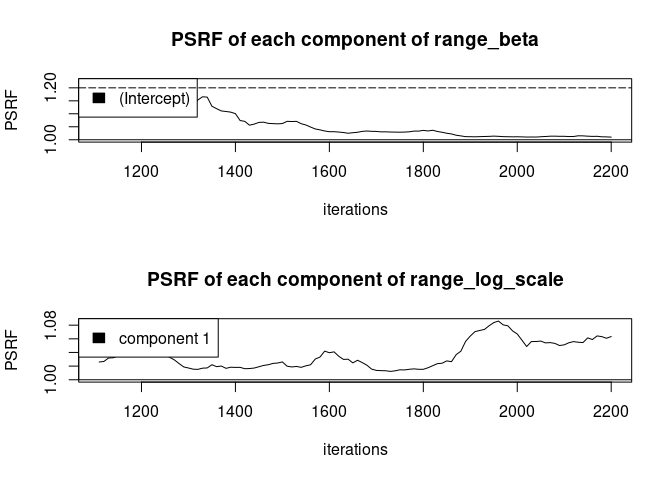 PSRF of each component of range_beta
PSRF
1.00
1.20
(Intercept)
1200 1400 1600 1800 2000 2200
iterations
PSRF of each component of range_log_scale
PSRF
1.00
1.08
component 1
1200 1400 1600 1800 2000 2200
iterations